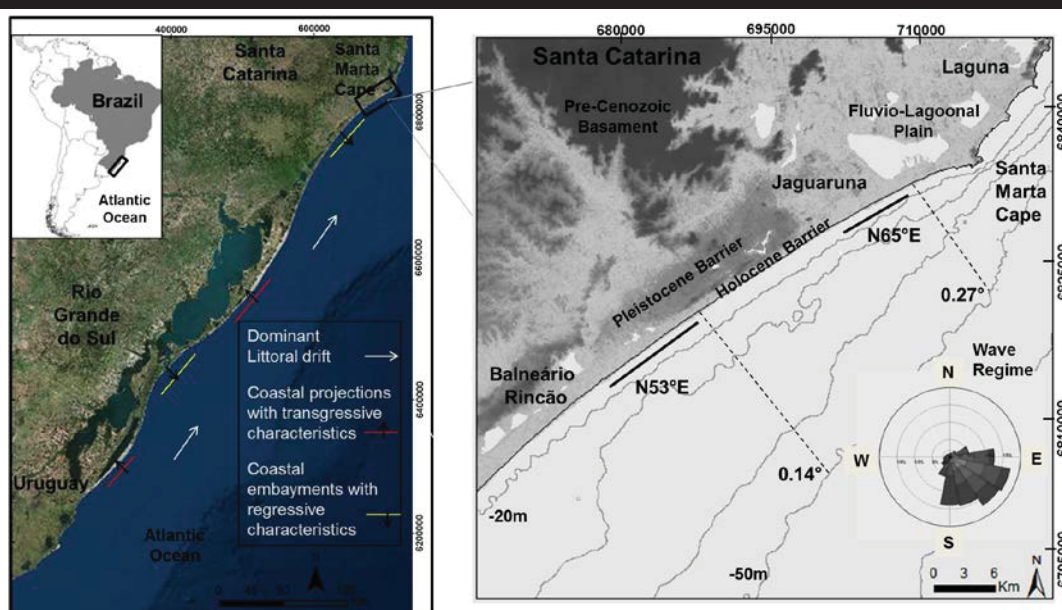 400000
600000
Santa
Catarina
Santa
Marta
Cape
Brazil
Atlantic
Ocean
6800000
6600000
6400000
6200000
Rio
Grande
do Sul
Uruguay
Atlantic
Ocean
Dominant
Littoral drift
Coastal projections
with transgressive
characteristics
Coastal
embayments with
regressive
characteristics
N
680000
695000
710000
Santa Catarina
Pre-Cenozoic
Basament
Laguna
Fluvio-Lagoonal
Plain
Jaguaruna
Santa
Marta
Cape
Pleistocene Barrier
Holocene Barrier
N65ºE
N53ºE
0.27°
0.14°
Balneário
Rincão
-20m
-50m
Wave
Regime
N
W
E
S
N
0 3 6
Km